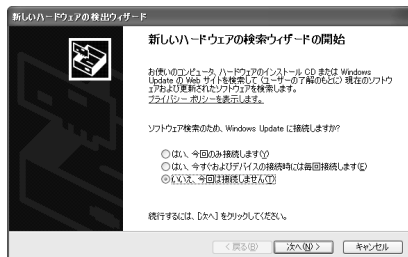 新しいハードウェアの検出ウィザード
新しいハードウェアの検索ウィザードの開始
お使いのコンピュータ、ハードウェアのインストール CD または Windows
Update の Web サイトを検索して (ユーザーの了解のもとに) 現在のソフトウ
ェアおよび更新されたソフトウェアを検索します。
プライバシー ポリシーを表示します。
ソフトウェア検索のため、Windows Update に接続しますか?
はい、今回のみ接続します(Y)
はい、今すぐおよびデバイスの接続時には毎回接続します(E)
いいえ、今回は接続しません(T)
続行するには、[次へ] をクリックしてください。
< 戻る(B)
次へ(N) >
キャンセル